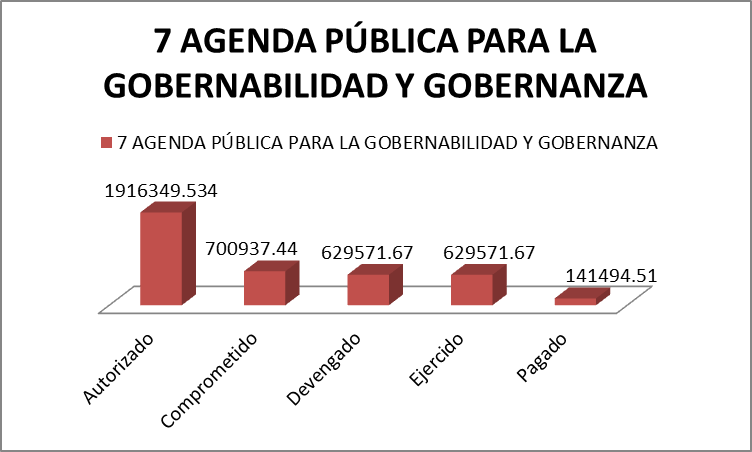 7 AGENDA PÚBLICA PARA LA
GOBERNABILIDAD Y GOBERNANZA
7 AGENDA PÚBLICA PARA LA GOBERNABILIDAD Y GOBERNANZA
1916349.534
700937.44
629571.67
629571.67
141494.51
Autorizado
Comprometido
Devengado
Ejercido
Pagado